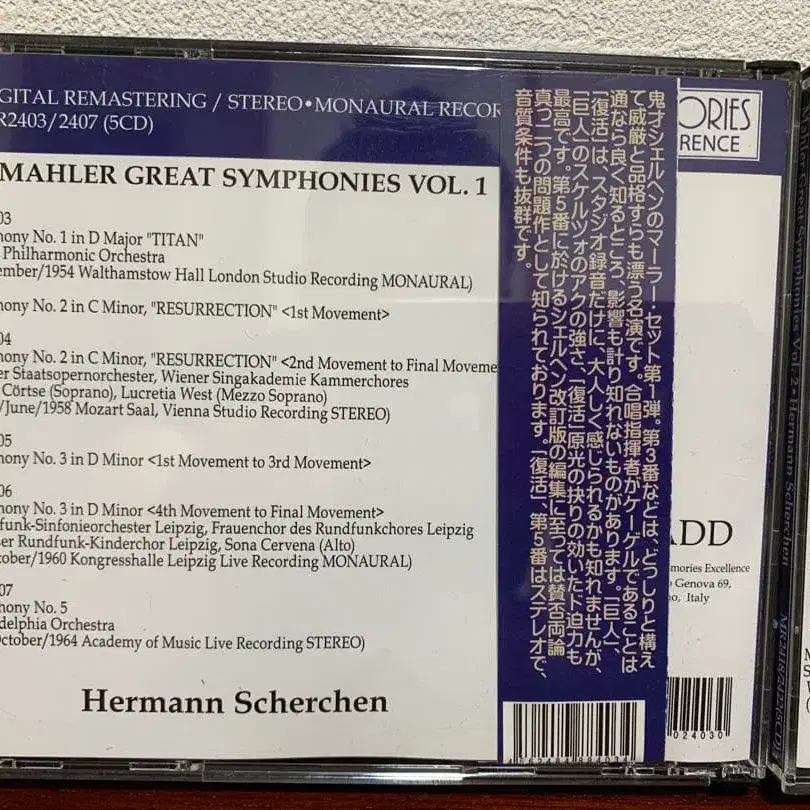 IGITAL REMASTERING / STEREO•MONAURAL RECOR
R2403/2407 (5CD)
MAHLER GREAT SYMPHONIES VOL. 1
03
hony No. 1 in D Major "TITAN"
Philharmonic Orchestra
ember/1954 Walthamstow Hall London Studio Recording MONAURAL)
hony No. 2 in C Minor, "RESURRECTION" <1st Movement>
04
hony No. 2 in C Minor, "RESURRECTION" <2nd Movement to Final Moveme
er Staatsopernorchester, Wiener Singakademie Kammerchores
Cörtse (Soprano), Lucretia West (Mezzo Soprano)
/June/1958 Mozart Saal, Vienna Studio Recording STEREO)
05
hony No. 3 in D Minor <1st Movement to 3rd Movement>
06
hony No. 3 in D Minor <4th Movement to Final Movement>
funk-Sinfonieorchester Leipzig, Frauenchor des Rundfunkchores Leipzig
ser Rundfunk-Kinderchor Leipzig, Sona Cervena (Alto)
ctober/1960 Kongresshalle Leipzig Live Recording MONAURAL)
07
hony No. 5
delphia Orchestra
October/1964 Academy of Music Live Recording STEREO)
Hermann Scherchen
鬼才シェルヘンのマーラー・セット第1弾。第3番などは、どっしりと構え
て威厳と品格すらも漂う名演です。合唱指揮者がケーゲルであることは
通なら良く知るところ、影響も計り知れないものがあります。「巨人」、
「復活」は、スタジオ録音だけに、大人しく感じられるかも知れませんが、
「巨人」のスケルツォのアクの強さ、「復活」原光の抉りの効いたド迫力も
最高です。第5番に於けるシェルヘン改訂版の編集に至っては賛否両論
真っ二つの問題作として知られております。「復活」、第5番はステレオで、
音質条件も抜群です。
ORIES
RENCE
ADD
emories Excellence
Genova 69,
o, Italy
024030
Symphonies Vol. 2•Hermann Scherchen
MR2418/2422(5CD)